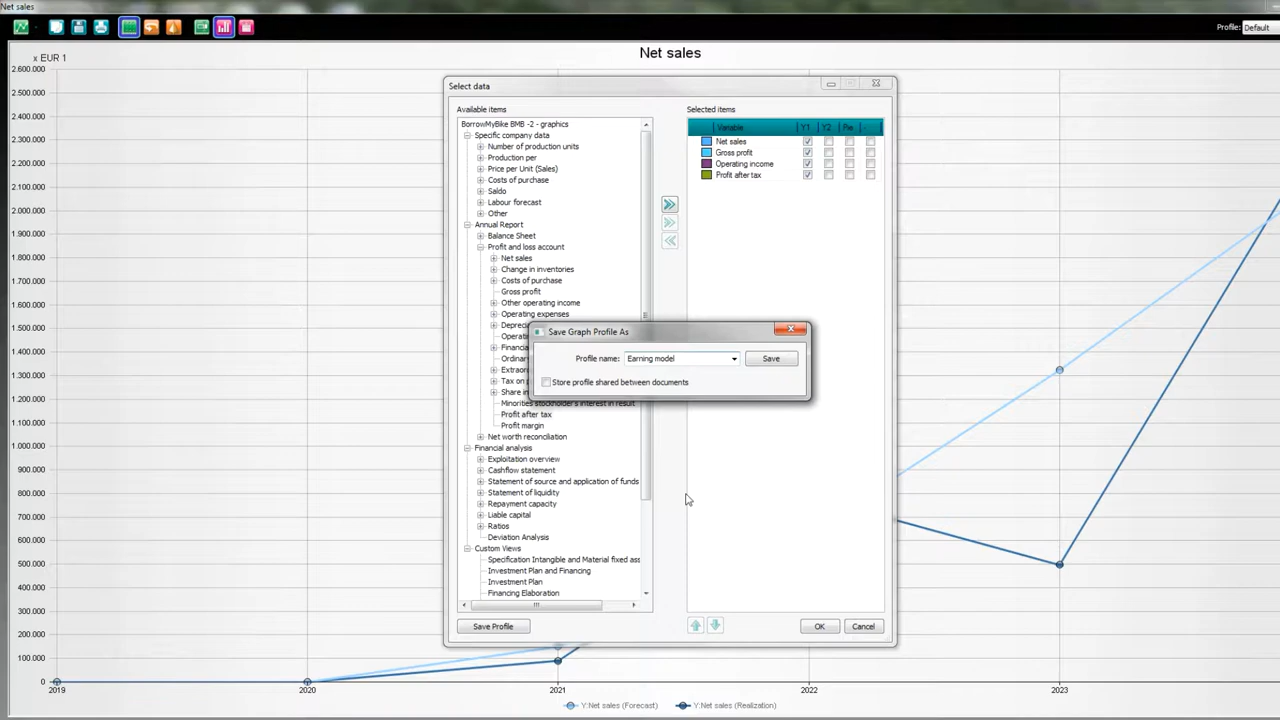 Net sales
Profile: Default
Net sales
x EUR 1
2.600.000
2.500.000
2.400.000
2.300.000
2.200.000
2.100.000
2.000.000
1.900.000
1.800.000
1.700.000
1.600.000
1.500.000
1.400.000
1.300.000
1.200.000
1.100.000
1.000.000
900.000
800.000
700.000
600.000
500.000
400.000
300.000
200.000
100.000
0
2019
2020
2021
2022
2023
Y:Net sales (Forecast)
Y:Net sales (Realization)
Select data
Available items
BorrowMyBike BMB -2 - graphics
Specific company data
Number of production units
Production per
Price per Unit (Sales)
Costs of purchase
Saldo
Labour forecast
Other
Annual Report
Balance Sheet
Profit and loss account
Net sales
Change in inventories
Costs of purchase
Gross profit
Other operating income
Operating expenses
Minorities stockholder's interest in result
Profit after tax
Profit margin
Net worth reconciliation
Financial analysis
Exploitation overview
Cashflow statement
Statement of source and application of funds
Statement of liquidity
Repayment capacity
Liable capital
Ratios
Deviation Analysis
Custom Views
Specification Intangible and Material fixed ass
Investment Plan and Financing
Investment Plan
Financing Elaboration
Save Profile
Selected items
Variable Y1 Y2 Pie
Net sales
Gross profit
Operating income
Profit after tax
OK
Cancel
Save Graph Profile As
Profile name: Earning model
Save
Store profile shared between documents